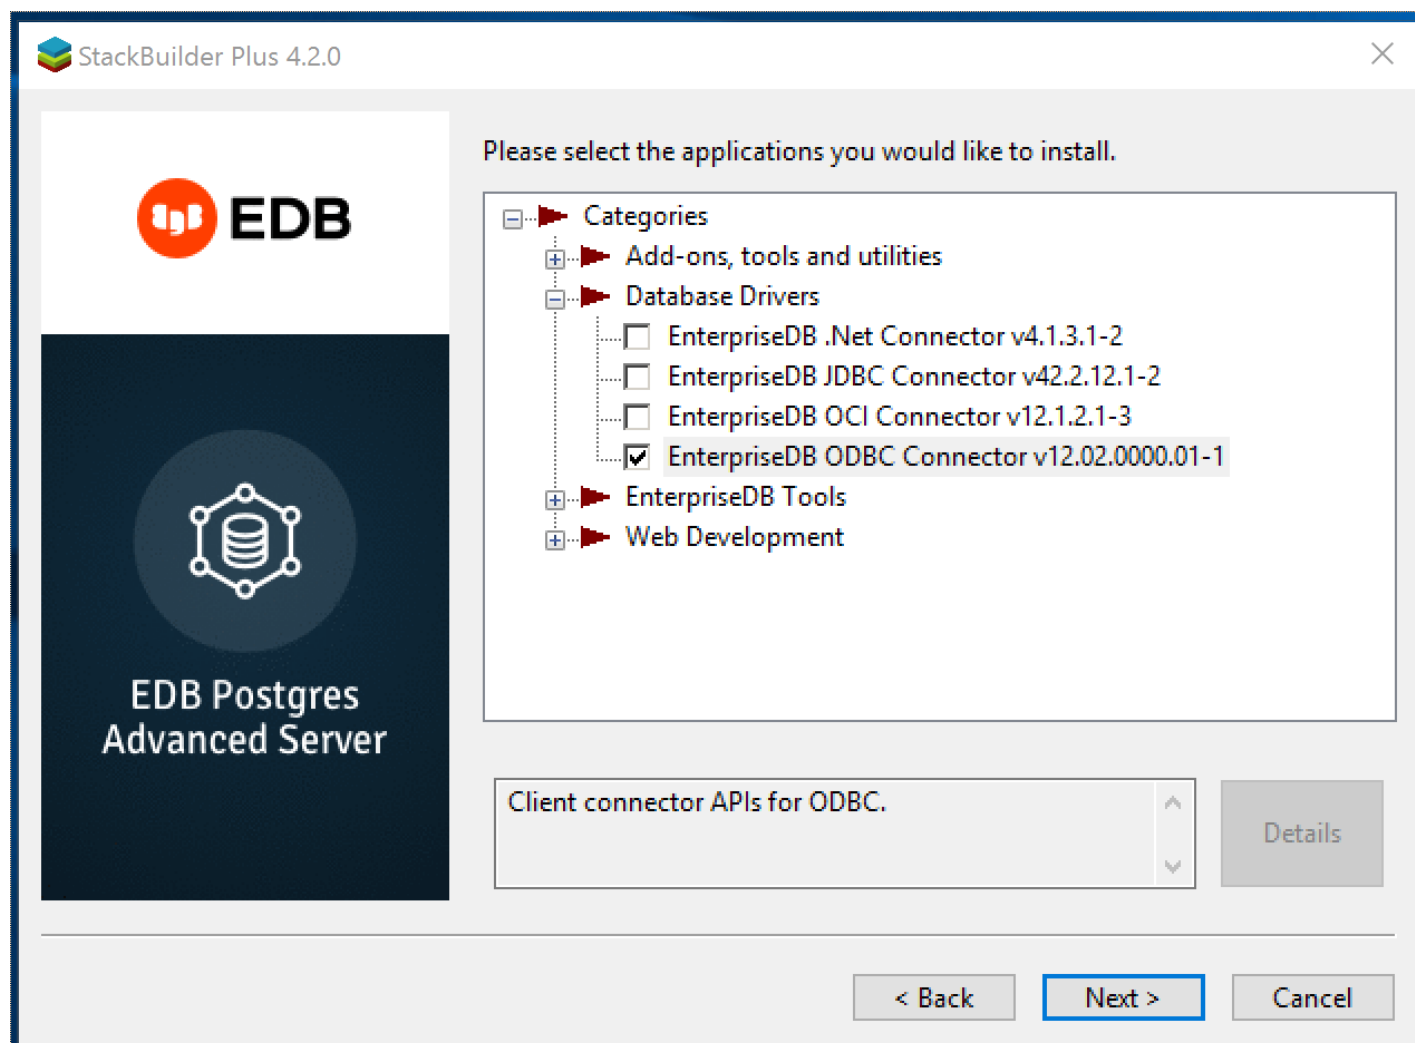 StackBuilder Plus 4.2.0
EDB
EDB Postgres
Advanced Server
Please select the applications you would like to install.
Categories
Add-ons, tools and utilities
Database Drivers
EnterpriseDB .Net Connector v4.1.3.1-2
EnterpriseDB JDBC Connector v42.2.12.1-2
EnterpriseDB OCI Connector v12.1.2.1-3
EnterpriseDB ODBC Connector v12.02.0000.01-1
EnterpriseDB Tools
Web Development
Client connector APIs for ODBC.
Details
< Back
Next >
Cancel